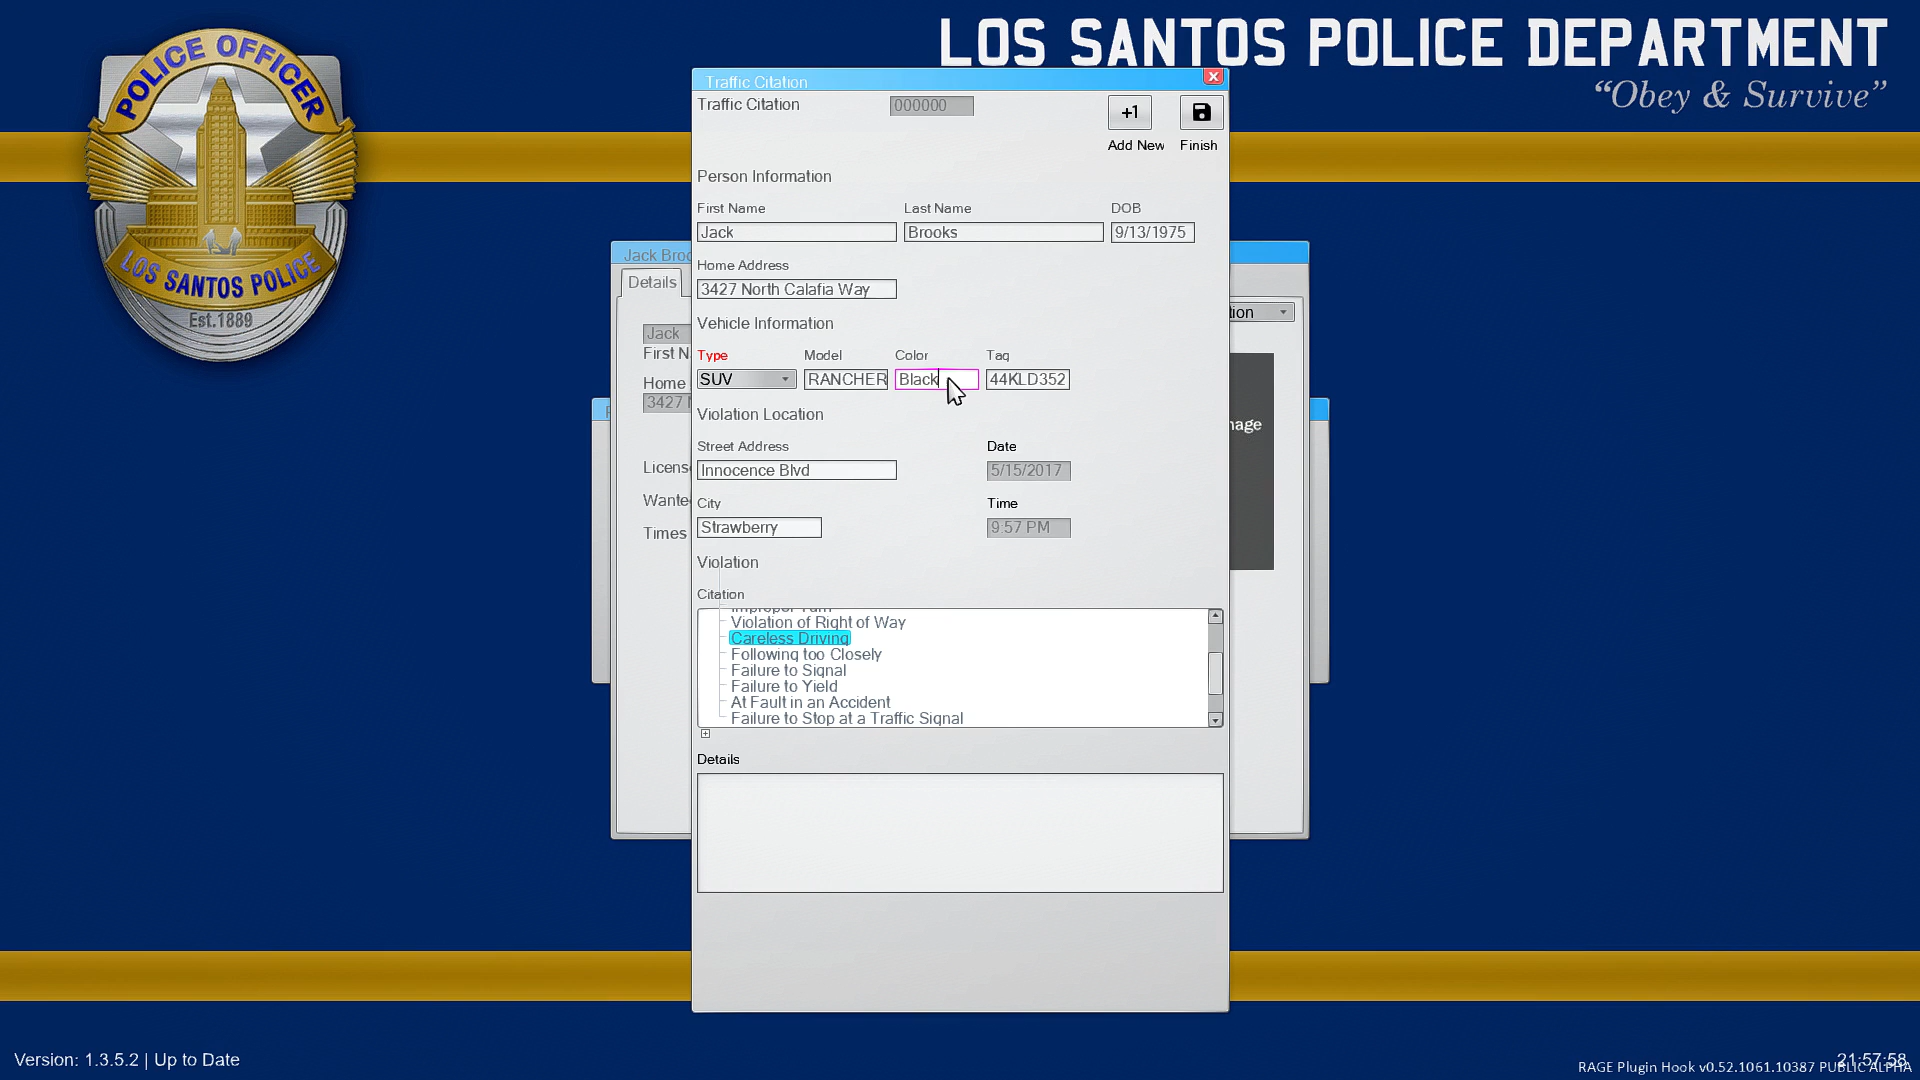 LOS SANTOS POLICE DEPARTMENT
“Obey & Survive”
POLICE OFFICER
LOS SANTOS POLICE
Est.1889
Traffic Citation
Traffic Citation 000000
+1
Add New Finish
Person Information
First Name Last Name DOB
Jack Brooks 9/13/1975
Home Address
3427 North Calafia Way
Vehicle Information
Type Model Color Tag
SUV RANCHER Black 44KLD352
Violation Location
Street Address Date
Innocence Blvd 5/15/2017
City Time
Strawberry 9:57 PM
Violation
Citation
Improper Turn
Violation of Right of Way
Careless Driving
Following too Closely
Failure to Signal
Failure to Yield
At Fault in an Accident
Failure to Stop at a Traffic Signal
Details
Jack Broo
Details
Jack
First N
Home
3427 N
Licens
Wante
Times
tion
mage
Version: 1.3.5.2 | Up to Date
21:57:58
RAGE Plugin Hook v0.52.1061.10387 PUBLIC ALPHA